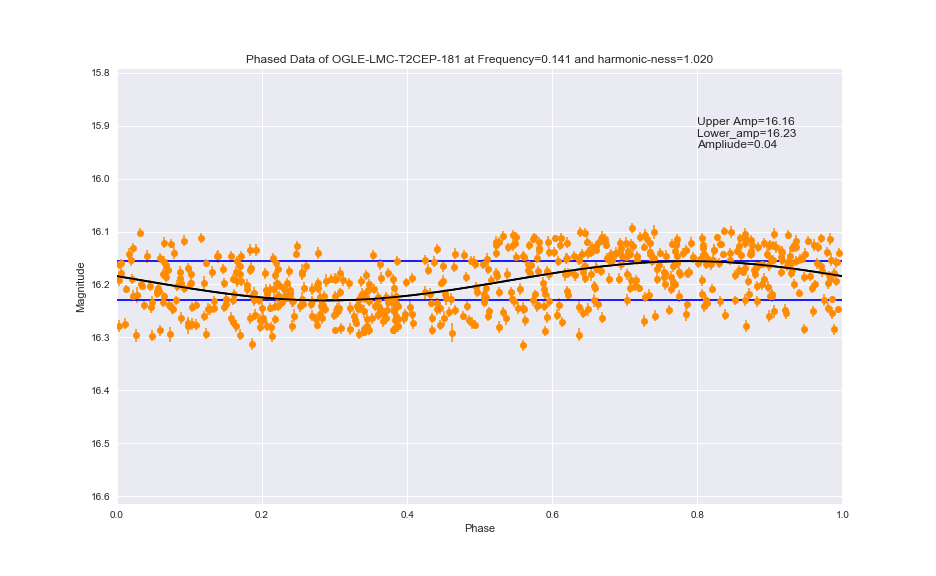 Phased Data of OGLE-LMC-T2CEP-181 at Frequency=0.141 and harmonic-ness=1.020
15.8
15.9
16.0
16.1
16.2
16.3
16.4
16.5
16.6
Magnitude
Upper Amp=16.16
Lower_amp=16.23
Ampliude=0.04
0.0
0.2
0.4
0.6
0.8
1.0
Phase